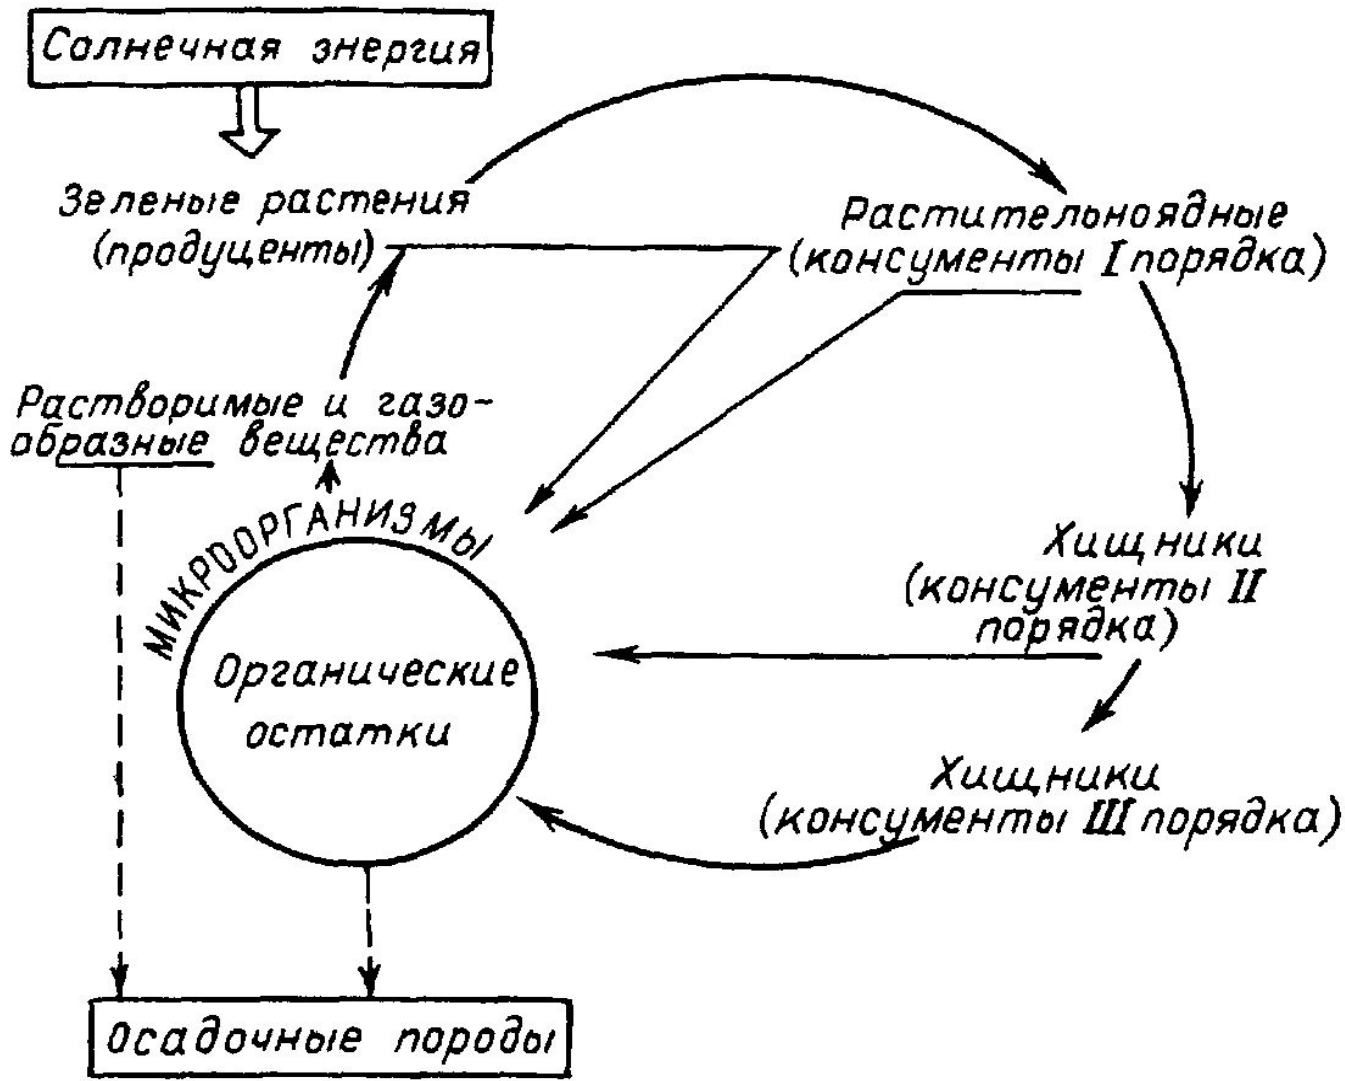 Солнечная энергия
Зеленые растения
(продуценты)
Растительноядные
(консументы I порядка)
Растворимые и газо-
образные вещества
МИКРООРГАНИЗМЫ
Органические
остатки
Хищники
(консументы II
порядка)
Хищники
(консументы III порядка)
Осадочные породы